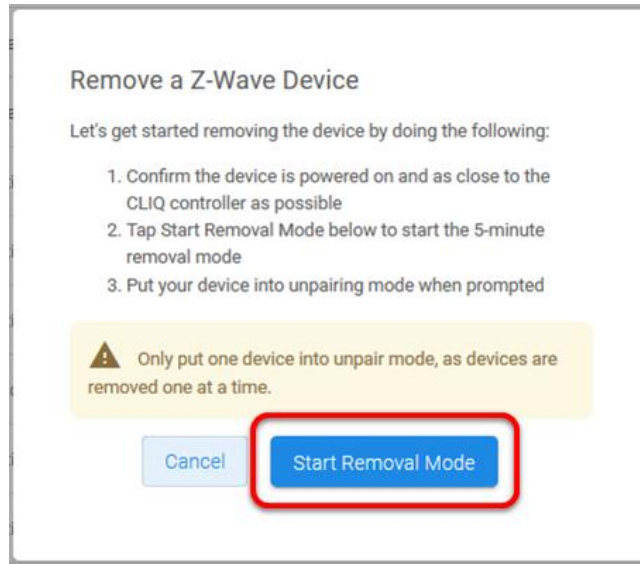 Remove a Z-Wave Device
Let's get started removing the device by doing the following:
1. Confirm the device is powered on and as close to the
CLIQ controller as possible
2. Tap Start Removal Mode below to start the 5-minute
removal mode
3. Put your device into unpairing mode when prompted
Only put one device into unpair mode, as devices are
removed one at a time.
Cancel Start Removal Mode